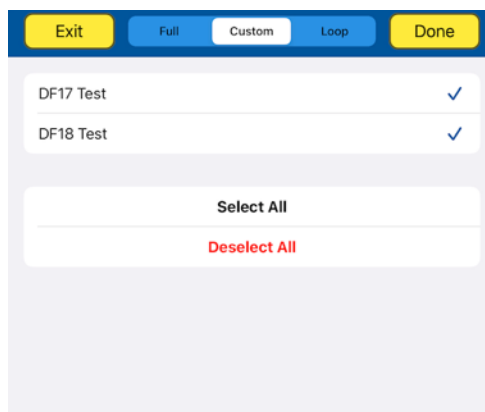 Exit Full Custom Loop Done
DF17 Test
DF18 Test
Select All
Deselect All